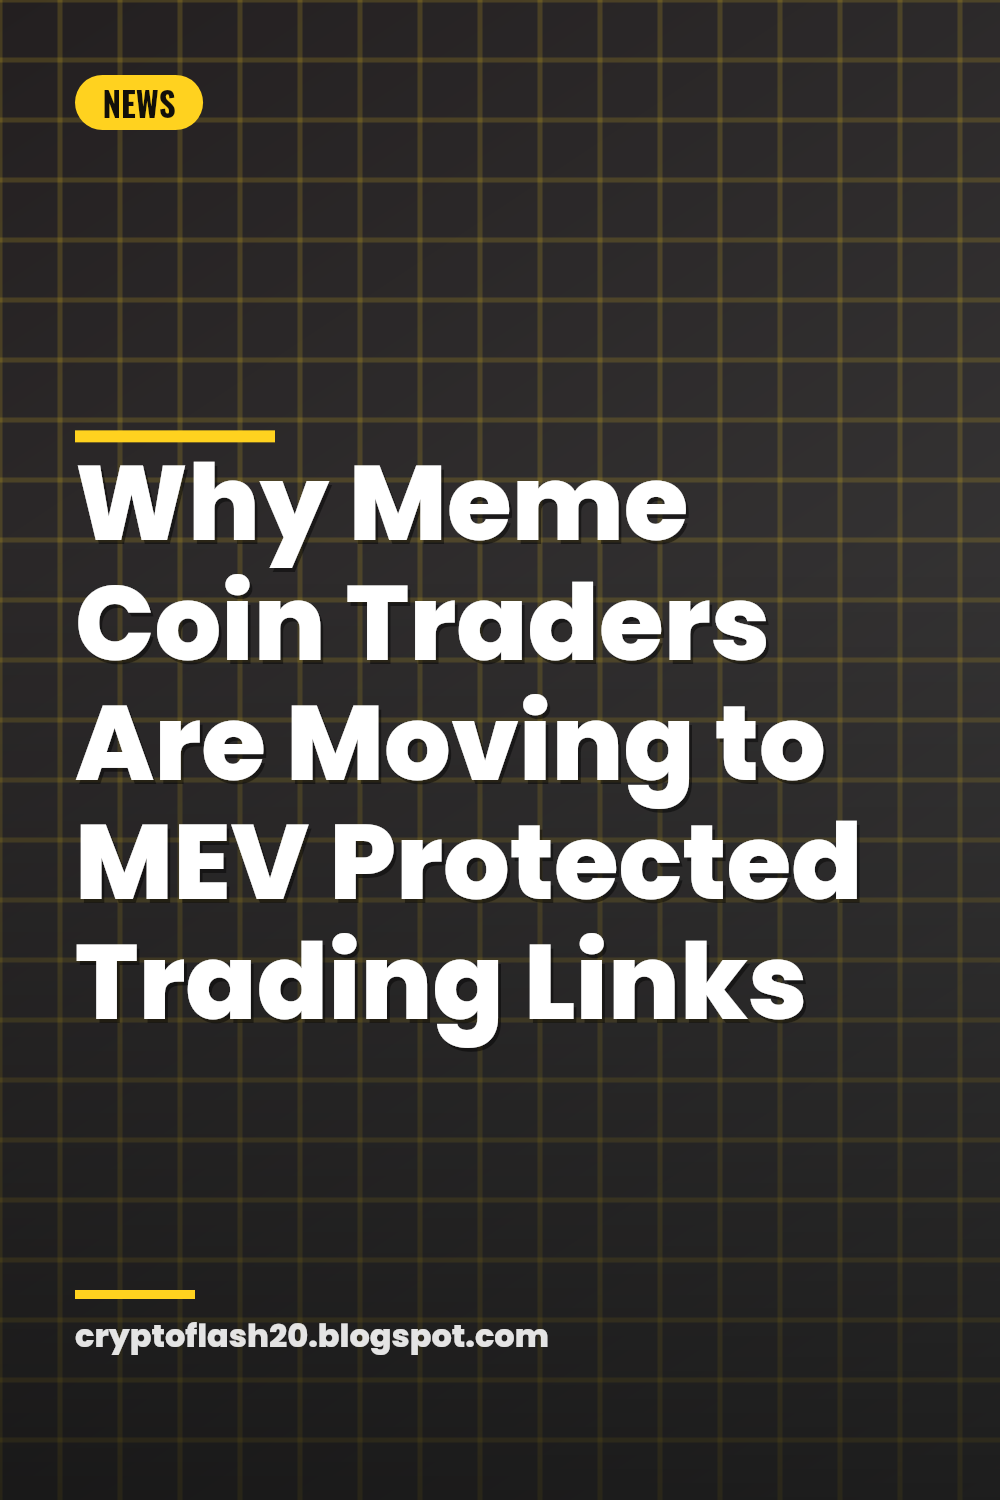 NEWS
Why Meme
Coin Traders
Are Moving to
MEV Protected
Trading Links
cryptoflash20.blogspot.com